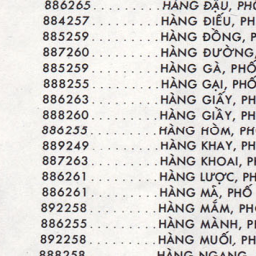 886265.........HÀNG ĐẬU, PHỐ
884257.........HÀNG ĐIẾU, PH
885259.........HÀNG ĐỒNG, P
887260.........HÀNG ĐƯỜNG,
885259.........HÀNG GÀ, PHỐ
888255.........HÀNG GAI, PHỐ
886263.........HÀNG GIẤY, PH
888260.........HÀNG GIẦY, PH
886255.........HÀNG HÒM, PHỐ
889249.........HÀNG KHAY, PH
887263.........HÀNG KHOAI, P
886261.........HÀNG LƯỢC, PH
886261.........HÀNG MÃ, PHỐ
892258.........HÀNG MẮM, PH
886255.........HÀNG MÀNH, P
892258.........HÀNG MUỐI, PH
888258.........HÀNG NGANG,